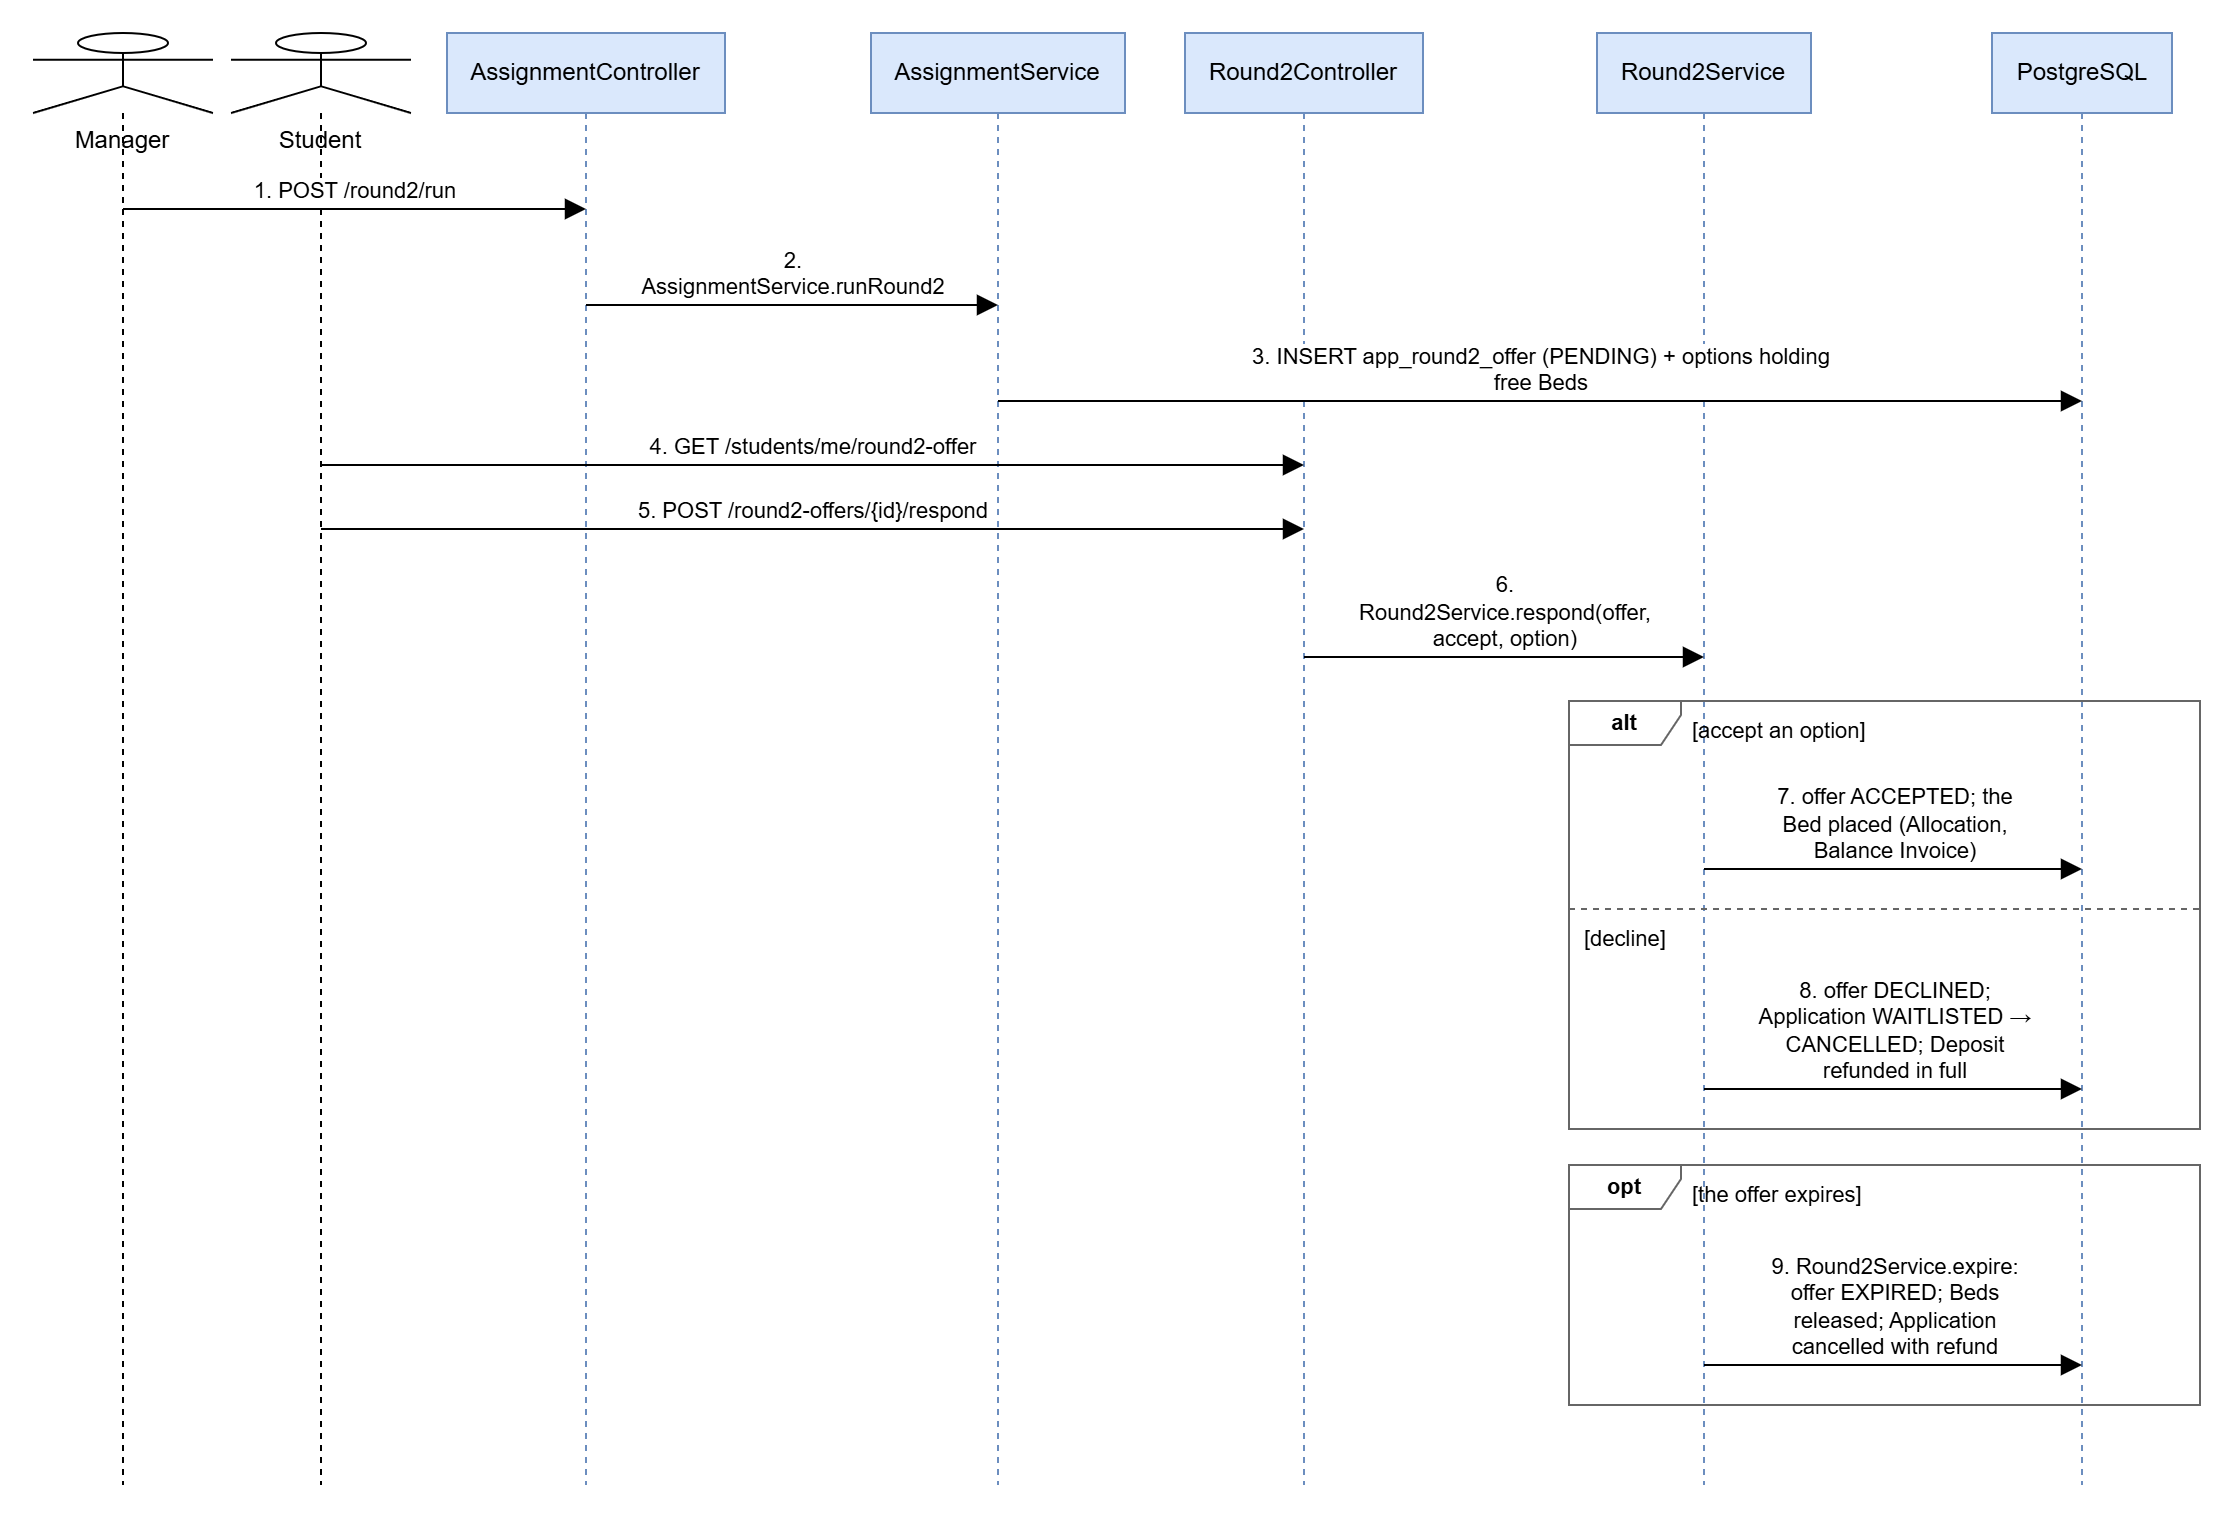 Manager
Student
AssignmentController
AssignmentService
Round2Controller
Round2Service
PostgreSQL
1. POST /round2/run
2.
AssignmentService.runRound2
3. INSERT app_round2_offer (PENDING) + options holding
free Beds
4. GET /students/me/round2-offer
5. POST /round2-offers/{id}/respond
6.
Round2Service.respond(offer,
accept, option)
alt
[accept an option]
7. offer ACCEPTED; the
Bed placed (Allocation,
Balance Invoice)
[decline]
8. offer DECLINED;
Application WAITLISTED →
CANCELLED; Deposit
refunded in full
opt
[the offer expires]
9. Round2Service.expire:
offer EXPIRED; Beds
released; Application
cancelled with refund